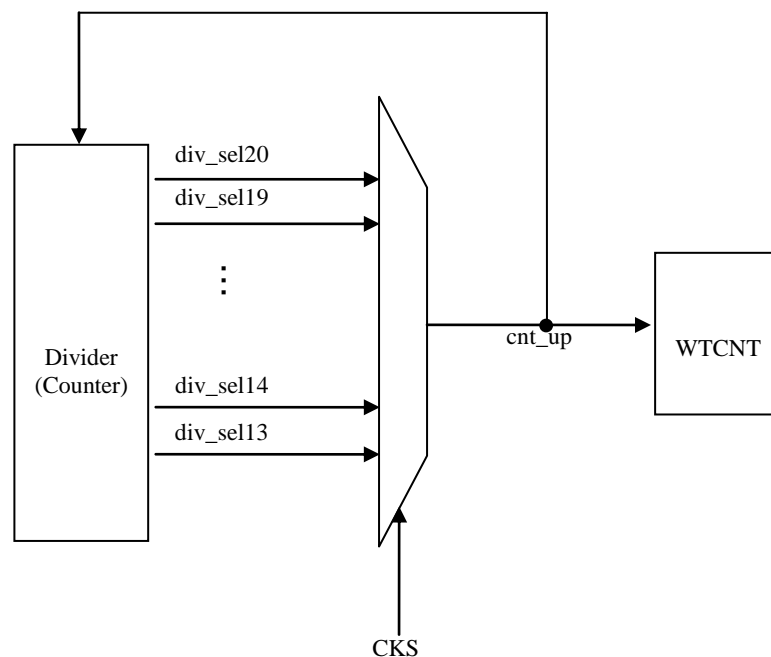 div_sel20
div_sel19
⋮
Divider
(Counter)
cnt_up
WTCNT
div_sel14
div_sel13
CKS